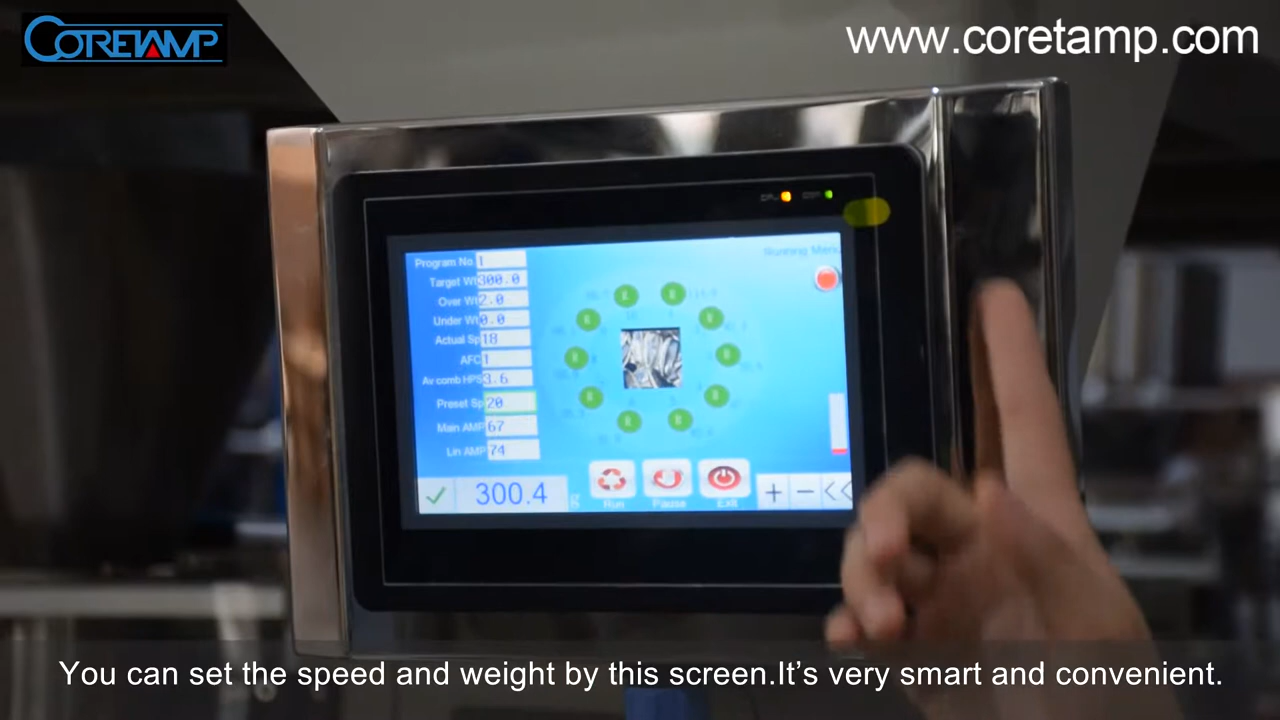 CORETAMP
www.coretamp.com
Running Menu
Program No. 1
Target Wt 300.0
Over Wt 2.0
Under Wt 0.0
Actual Sp 18
AFC 1
Av comb HPS 3.6
Preset Sp 20
Main AMP 67
Lin AMP 74
300.4 g
Run
Pause
Exit
+ − <<
You can set the speed and weight by this screen.It’s very smart and convenient.